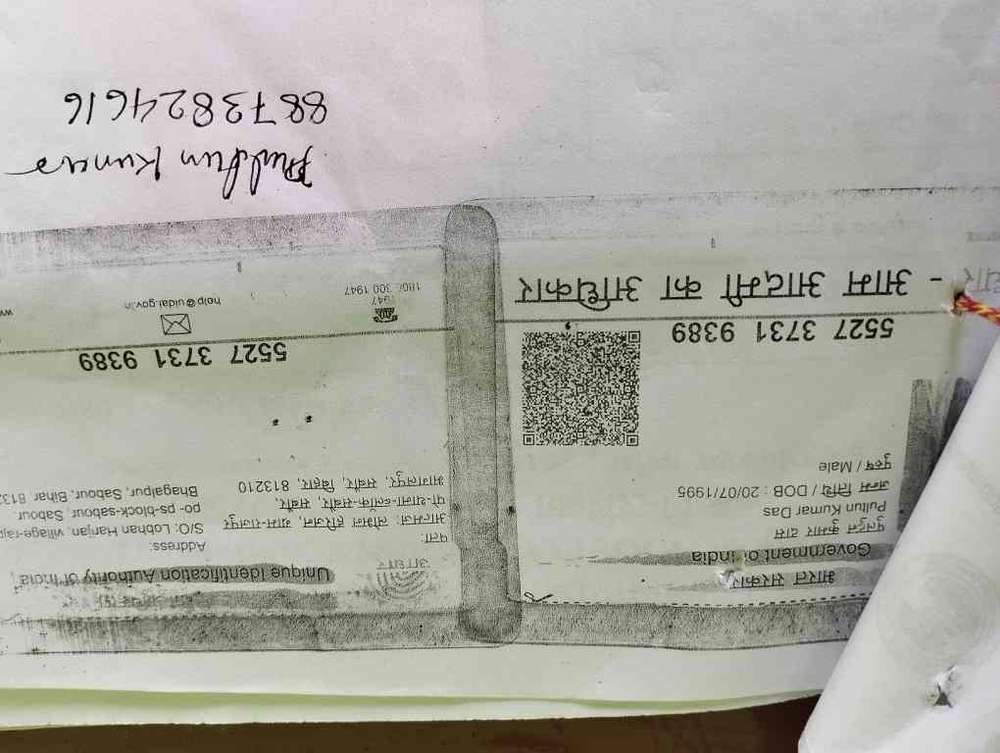 भारत सरकार
Government of India
Pultun Kumar Das
जन्म तिथि / DOB : 20/07/1995
पुरुष / Male
5527 3731 9389
आम आदमी का अधिकार
आधार
Unique Identification Authority of India,
पता:
आत्मज: लोभन हरिजन, ग्राम-राजपुर
पो-थाना-ब्लॉक-सबौर, सबौर,
भागलपुर, सबौर, बिहार, 813210
Address:
S/O: Lobhan Harijan, village-
po-ps-block-sabour, Sabour,
Bhagalpur, Sabour, Bihar,
5527 3731 9389
1947
1800 300 1947
help@uidai.gov.in
Kumar
8873824616